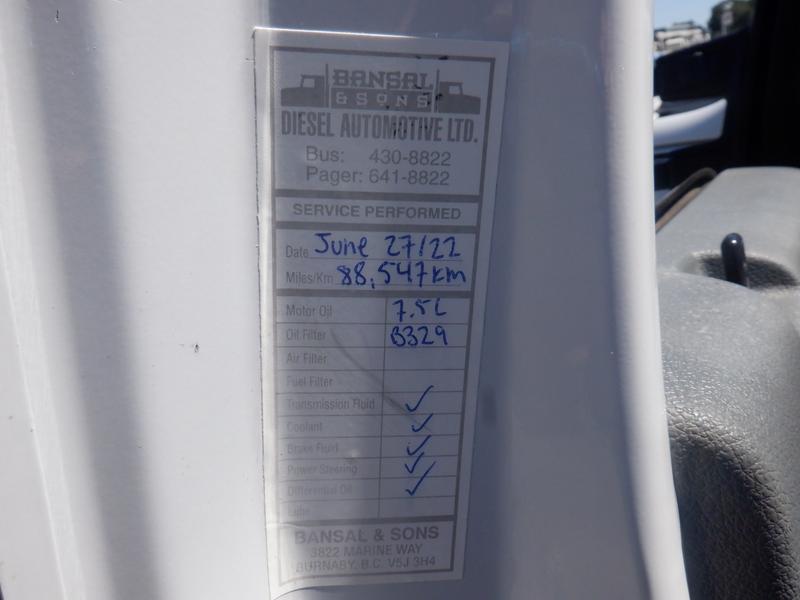 BANSAL
& SONS
DIESEL AUTOMOTIVE LTD.
Bus: 430-8822
Pager: 641-8822
SERVICE PERFORMED
Date June 27/22
Miles/Km 88,547km
Motor Oil 7.5L
Oil Filter B329
Air Filter
Fuel Filter
Transmission Fluid ✓
Coolant ✓
Brake Fluid ✓
Power Steering ✓
Differential Oil ✓
Lube
BANSAL & SONS
3822 MARINE WAY
BURNABY, B.C. V5J 3H4